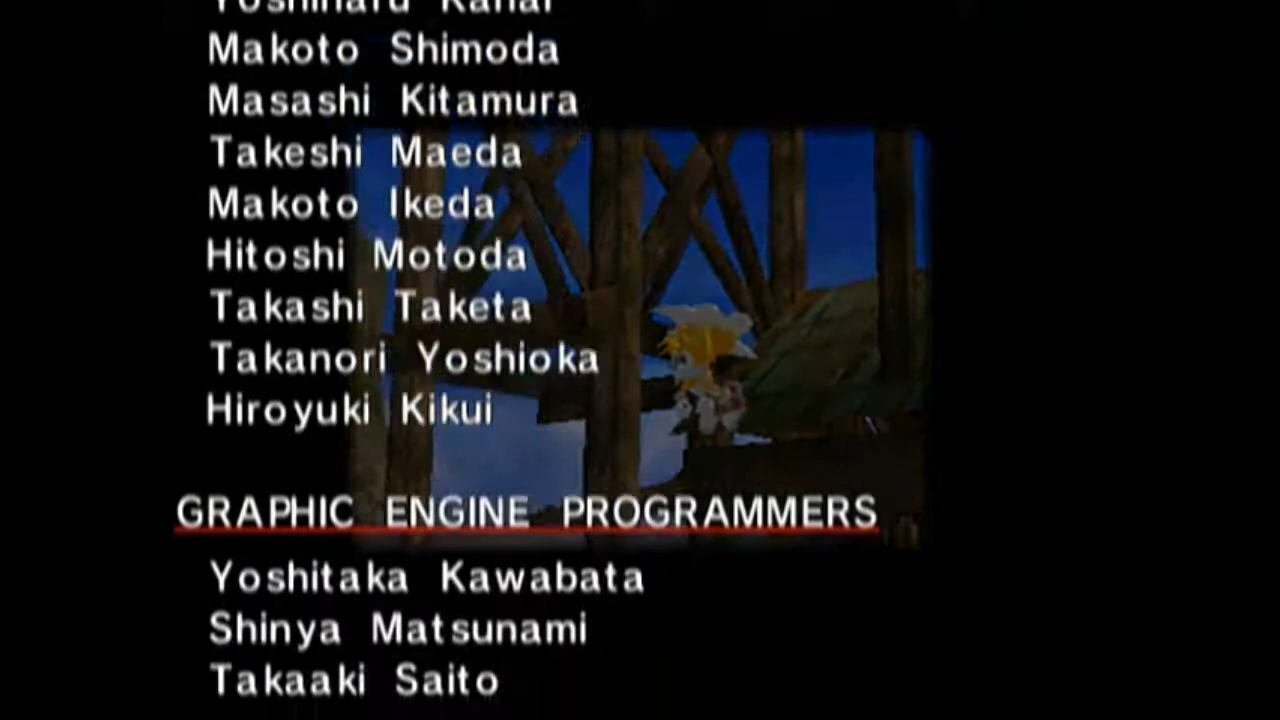 Makoto Shimoda
Masashi Kitamura
Takeshi Maeda
Makoto Ikeda
Hitoshi Motoda
Takashi Taketa
Takanori Yoshioka
Hiroyuki Kikui
GRAPHIC ENGINE PROGRAMMERS
Yoshitaka Kawabata
Shinya Matsunami
Takaaki Saito